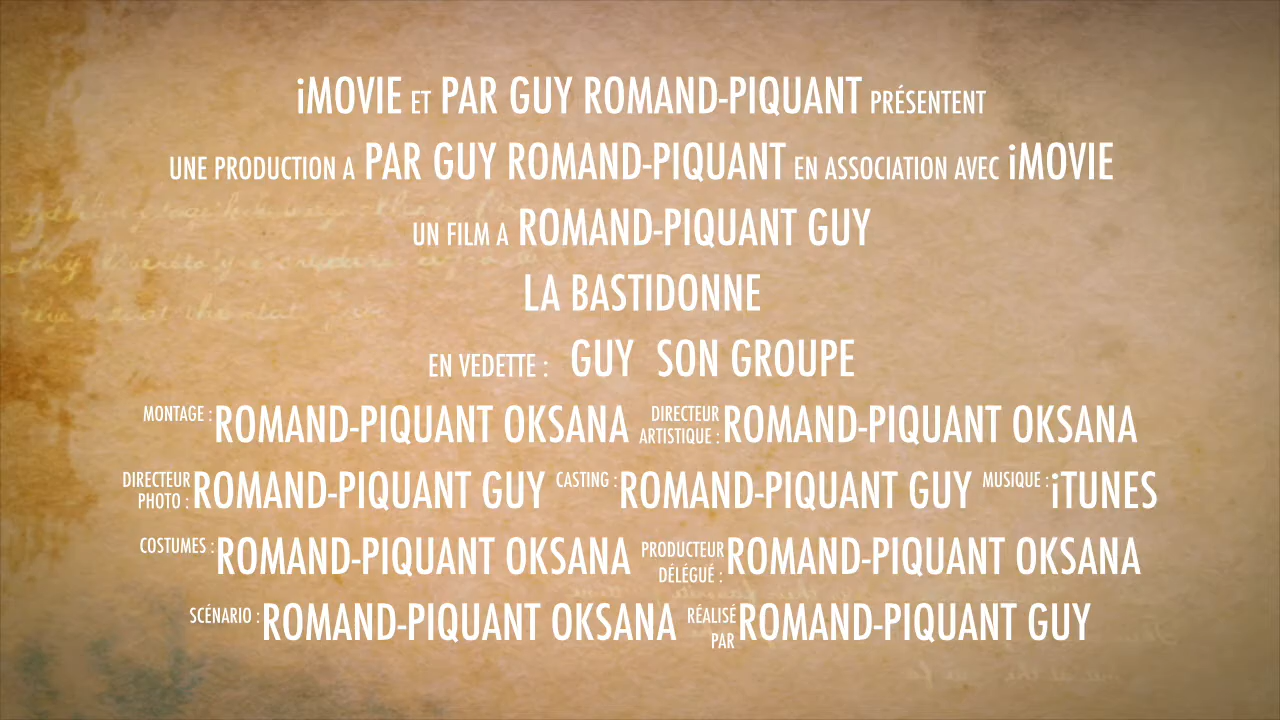 iMOVIE ET PAR GUY ROMAND-PIQUANT PRÉSENTENT
UNE PRODUCTION A PAR GUY ROMAND-PIQUANT EN ASSOCIATION AVEC iMOVIE
UN FILM A ROMAND-PIQUANT GUY
LA BASTIDONNE
EN VEDETTE : GUY SON GROUPE
MONTAGE : ROMAND-PIQUANT OKSANA DIRECTEUR ARTISTIQUE : ROMAND-PIQUANT OKSANA
DIRECTEUR PHOTO : ROMAND-PIQUANT GUY CASTING : ROMAND-PIQUANT GUY MUSIQUE : iTUNES
COSTUMES : ROMAND-PIQUANT OKSANA PRODUCTEUR DÉLÉGUÉ : ROMAND-PIQUANT OKSANA
SCÉNARIO : ROMAND-PIQUANT OKSANA RÉALISÉ PAR ROMAND-PIQUANT GUY